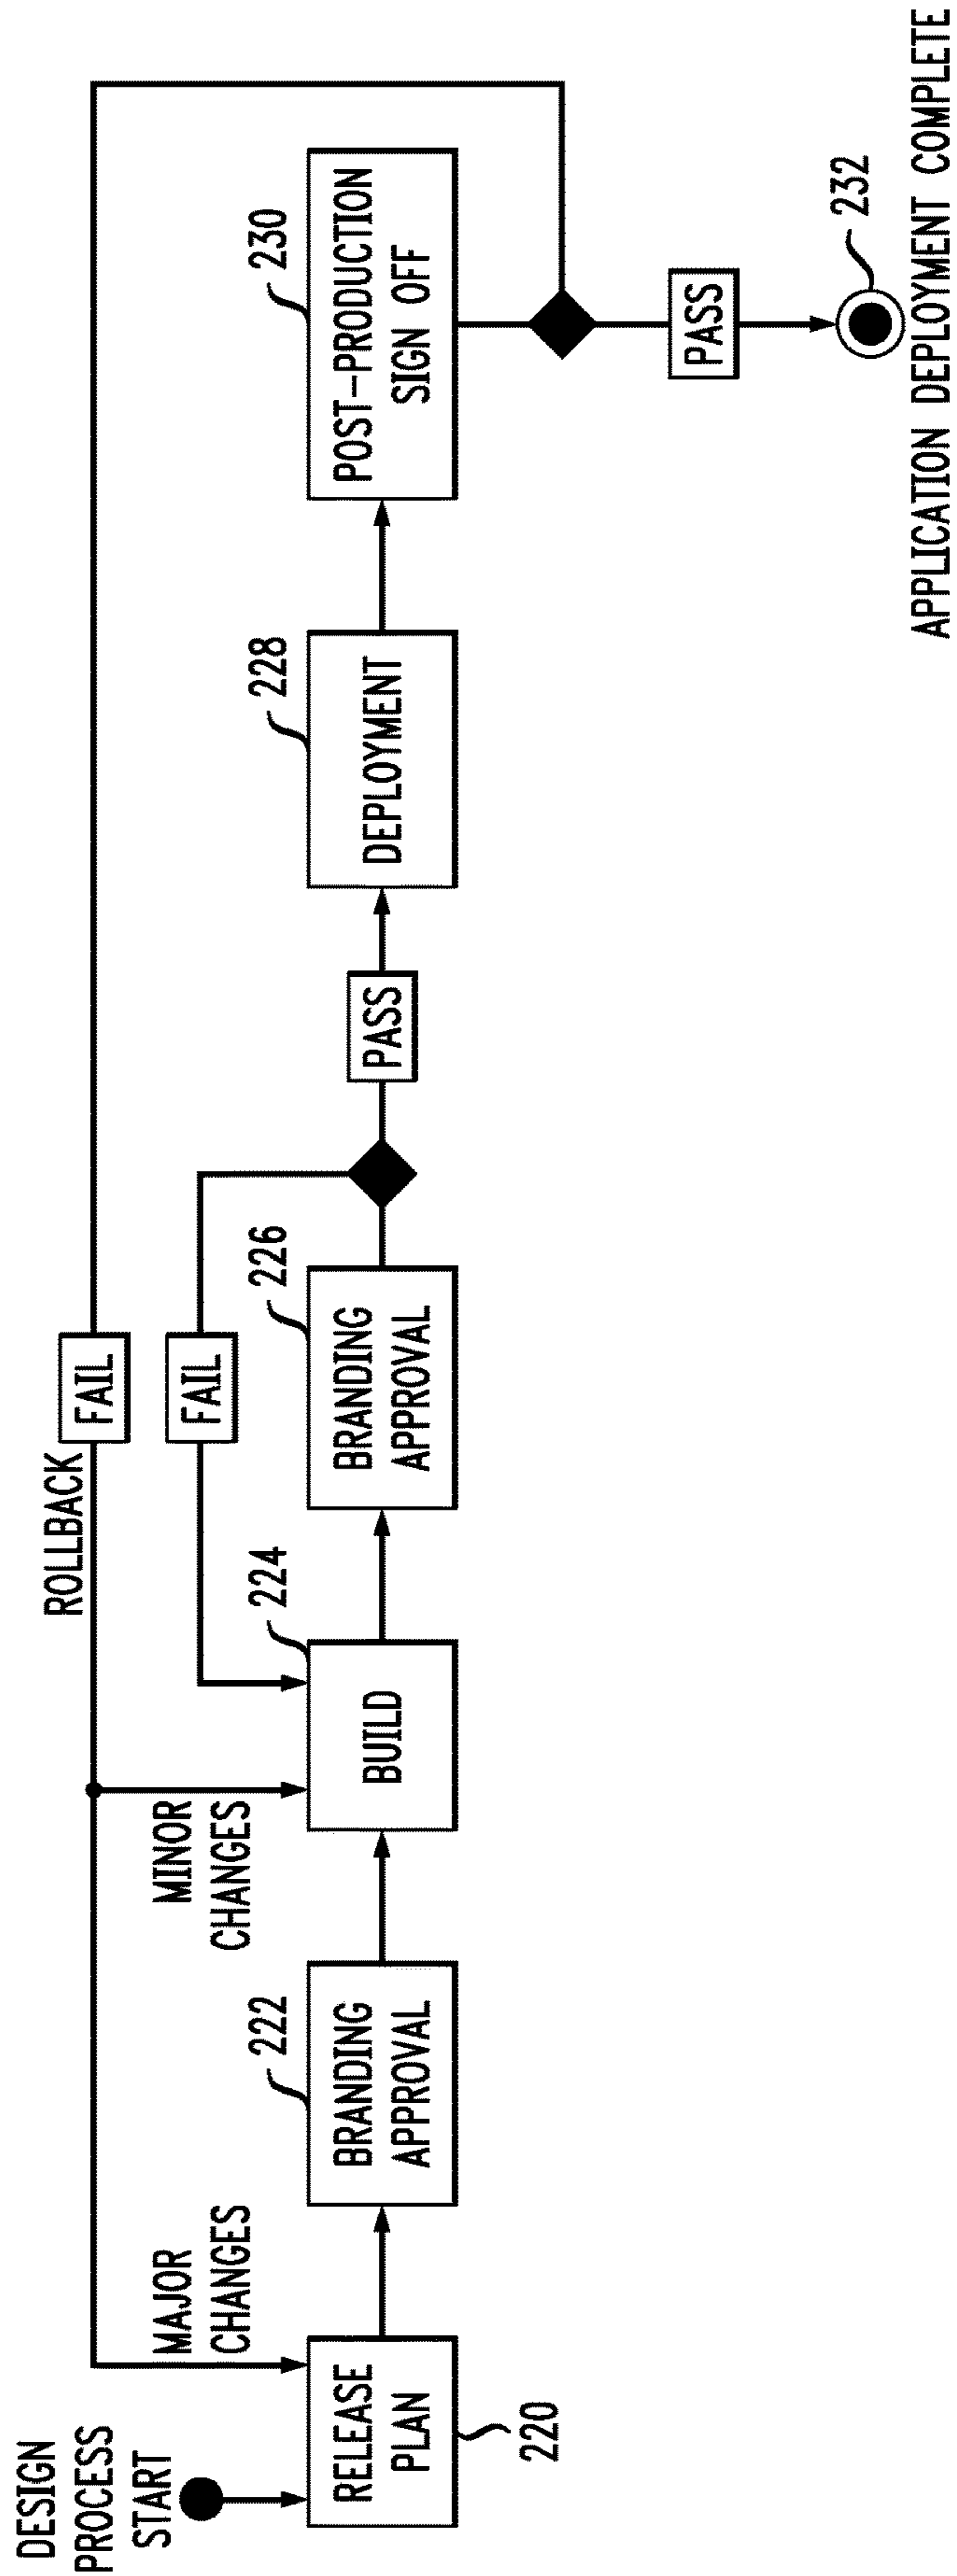 DESIGN
PROCESS
START
RELEASE
PLAN
220
MAJOR
CHANGES
BRANDING
APPROVAL
222
MINOR
CHANGES
BUILD
224
ROLLBACK
FAIL
FAIL
BRANDING
APPROVAL
226
PASS
DEPLOYMENT
228
POST-PRODUCTION
SIGN OFF
230
PASS
232
APPLICATION DEPLOYMENT COMPLETE